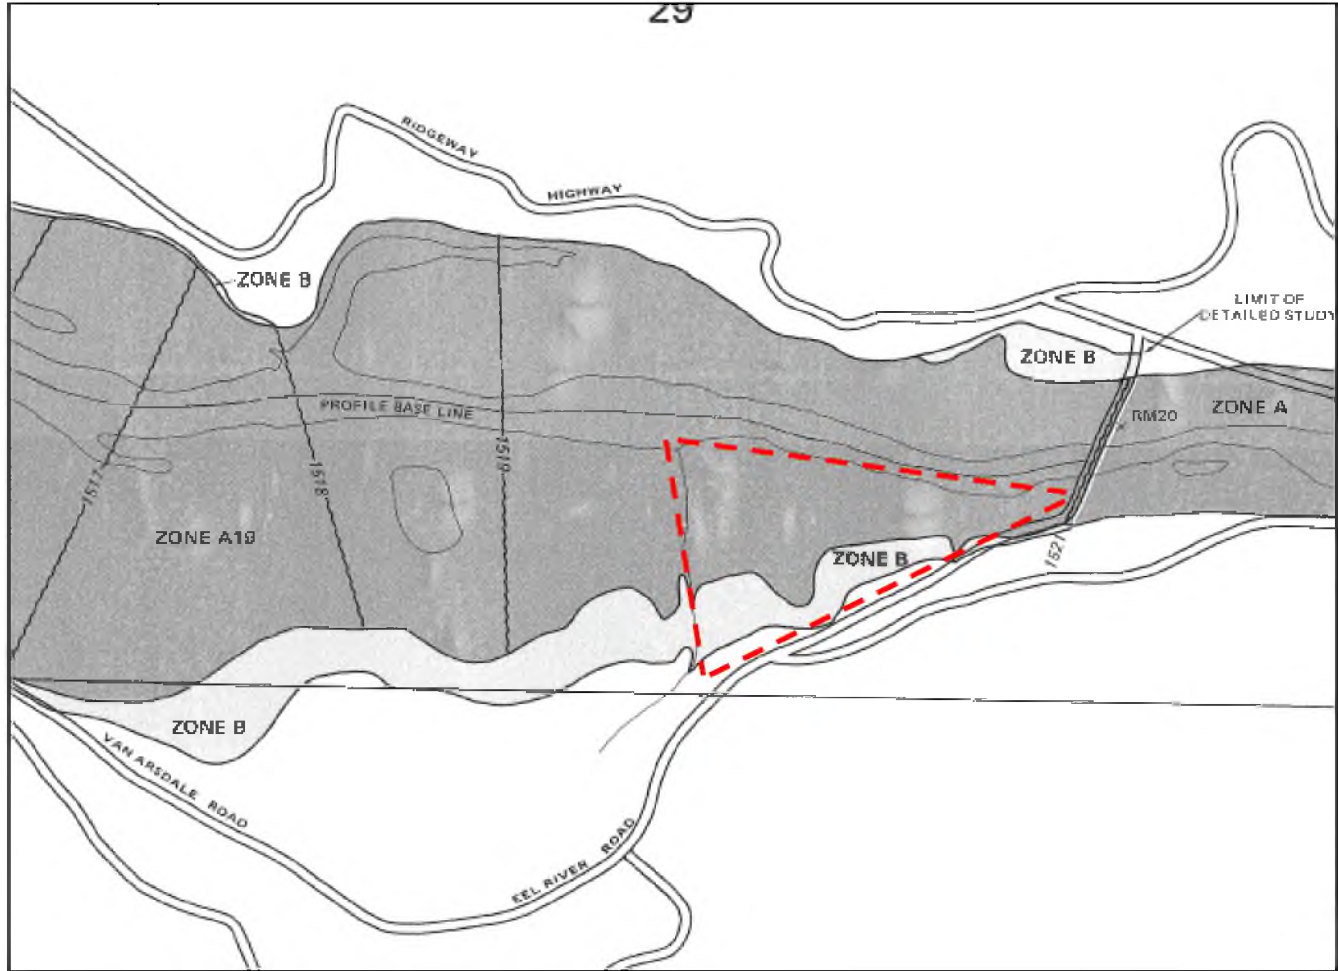 29
RIDGEWAY
HIGHWAY
ZONE B
LIMIT OF
DETAILED STUDY
ZONE B
ZONE A
RM20
PROFILE BASE LINE
1517
1518
1519
ZONE A19
ZONE B
1521
ZONE B
VAN ARSDALE ROAD
EEL RIVER ROAD